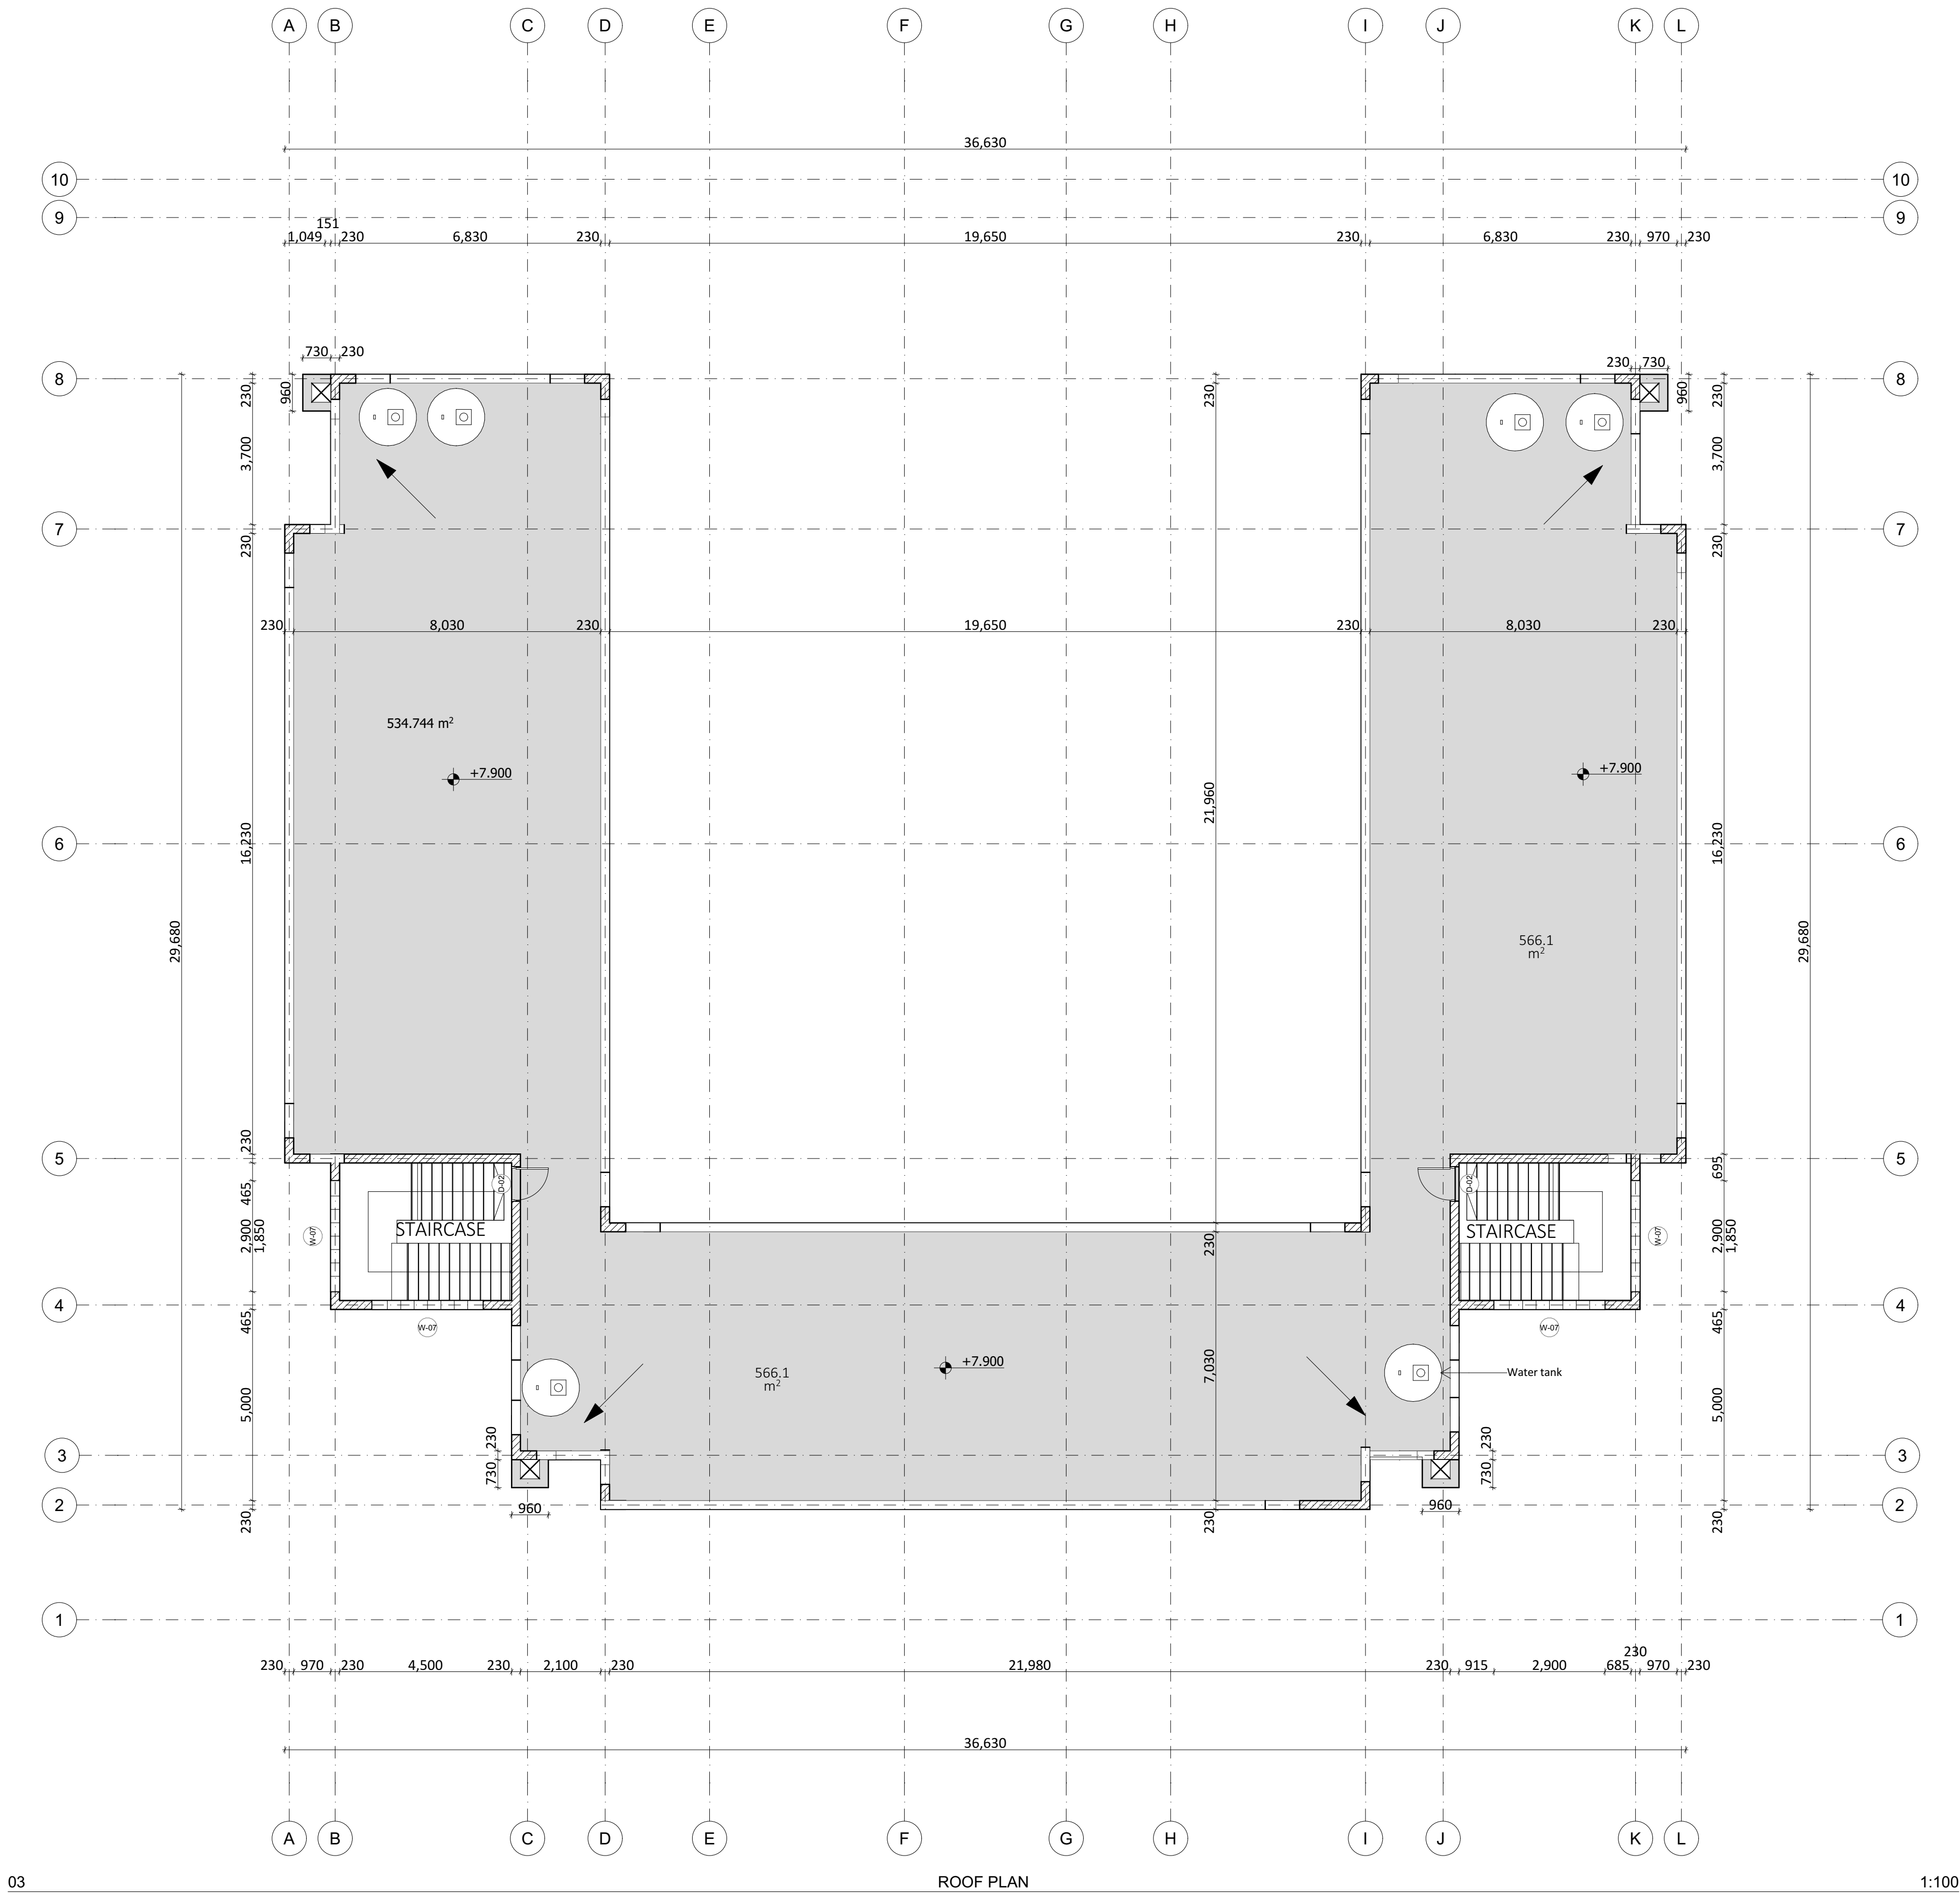 A B C D E F G H I J K L
36,630
10 10
9 9
151
1,049 230 6,830 230 19,650 230 6,830 230 970 230
730 230 230 730
8 8
230 960 230 960 230
3,700 3,700
7 7
230 230
230 8,030 230 19,650 230 8,030 230
534.744 m²
+7.900 +7.900
21,960
6 16,230 16,230 6
29,680 29,680
566.1
m²
230
5 5
695
465 D-02 D-02
STAIRCASE STAIRCASE
W-07 2,900 1,850 W-07 2,900 1,850
230
4 4
465 465
W-07 W-07
566.1
m²
+7.900
7,030
Water tank
5,000 5,000
230 230
3 3
730 730
960 960
2 2
230 230 230
1 1
230
230 970 230 4,500 230 2,100 230 21,980 230 915 2,900 685 970 230
36,630
A B C D E F G H I J K L
03 ROOF PLAN 1:100